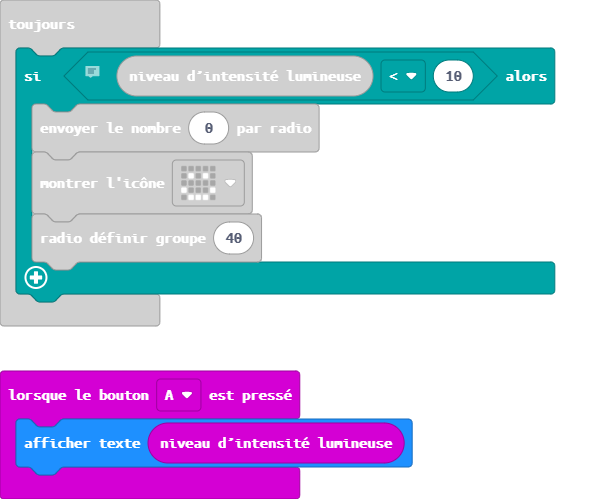 toujours
si niveau d'intensité lumineuse < 10 alors
envoyer le nombre 0 par radio
montrer l'icône
radio définir groupe 40
lorsque le bouton A est pressé
afficher texte niveau d'intensité lumineuse